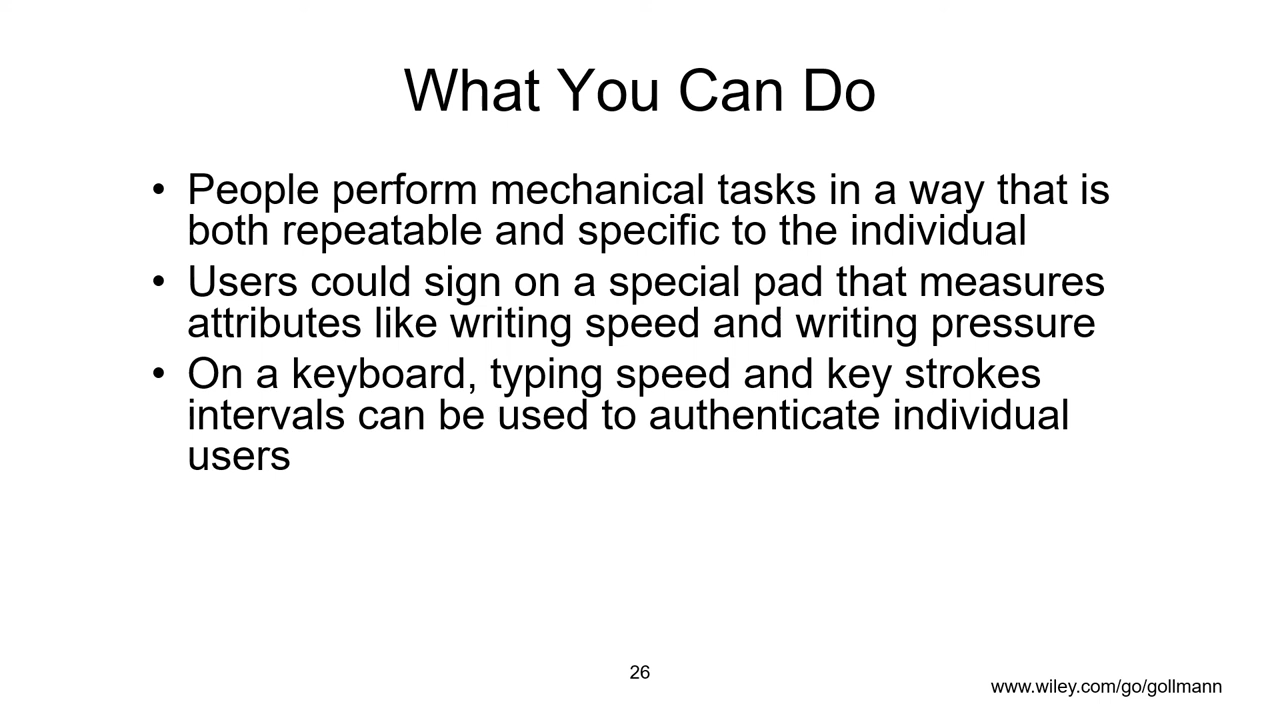 What You Can Do
• People perform mechanical tasks in a way that is
both repeatable and specific to the individual
• Users could sign on a special pad that measures
attributes like writing speed and writing pressure
• On a keyboard, typing speed and key strokes
intervals can be used to authenticate individual
users
26
www.wiley.com/go/gollmann